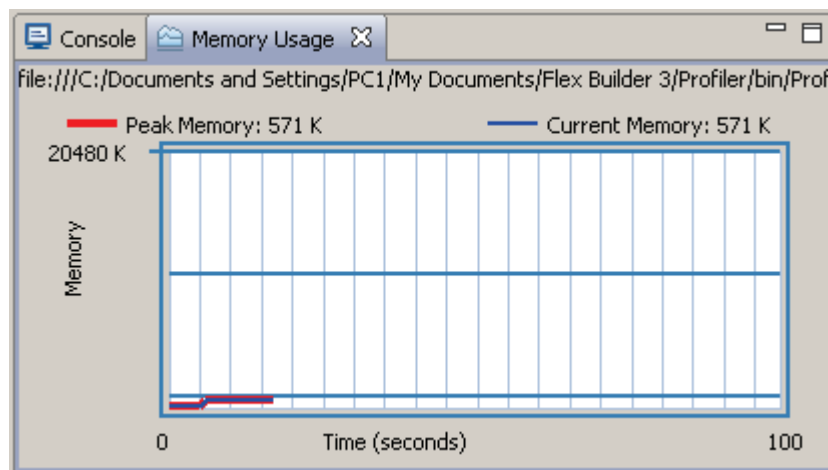 Console Memory Usage
file:///C:/Documents and Settings/PC1/My Documents/Flex Builder 3/Profiler/bin/Prof
Peak Memory: 571 K Current Memory: 571 K
20480 K
Memory
0 Time (seconds) 100